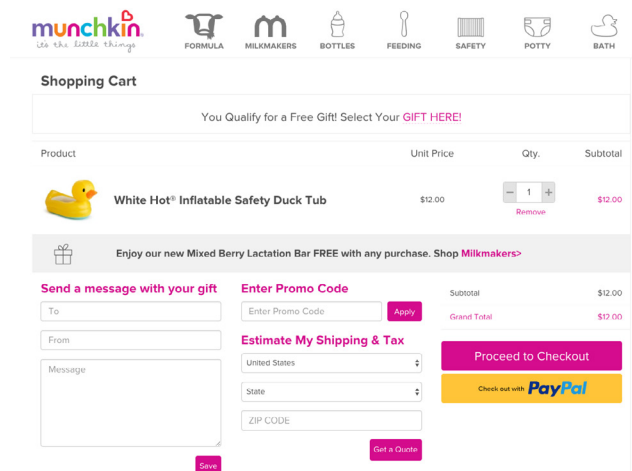 munchkin.
it's the little things
FORMULA MILKMAKERS BOTTLES FEEDING SAFETY POTTY BATH
Shopping Cart
You Qualify for a Free Gift! Select Your GIFT HERE!
Product Unit Price Qty. Subtotal
White Hot® Inflatable Safety Duck Tub $12.00 − 1 + $12.00
Remove
Enjoy our new Mixed Berry Lactation Bar FREE with any purchase. Shop Milkmakers>
Send a message with your gift
To
From
Message
Save
Enter Promo Code
Enter Promo Code Apply
Estimate My Shipping & Tax
United States
State
ZIP CODE
Get a Quote
Subtotal $12.00
Grand Total $12.00
Proceed to Checkout
Check out with PayPal